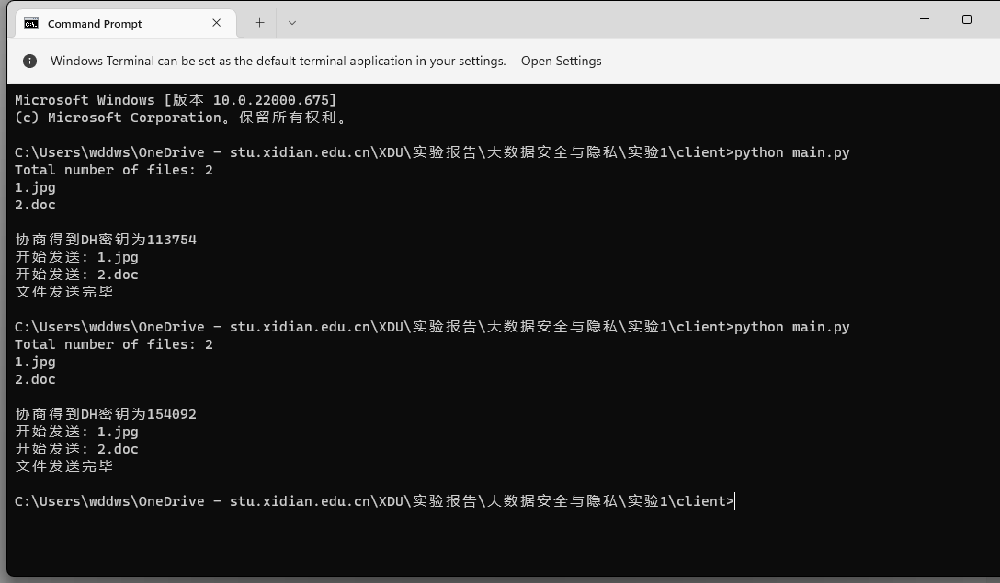 Command Prompt
Windows Terminal can be set as the default terminal application in your settings. Open Settings
Microsoft Windows [版本 10.0.22000.675]
(c) Microsoft Corporation。保留所有权利。
C:\Users\wddws\OneDrive - stu.xidian.edu.cn\XDU\实验报告\大数据安全与隐私\实验1\client>python main.py
Total number of files: 2
1.jpg
2.doc
协商得到DH密钥为113754
开始发送: 1.jpg
开始发送: 2.doc
文件发送完毕
C:\Users\wddws\OneDrive - stu.xidian.edu.cn\XDU\实验报告\大数据安全与隐私\实验1\client>python main.py
Total number of files: 2
1.jpg
2.doc
协商得到DH密钥为154092
开始发送: 1.jpg
开始发送: 2.doc
文件发送完毕
C:\Users\wddws\OneDrive - stu.xidian.edu.cn\XDU\实验报告\大数据安全与隐私\实验1\client>